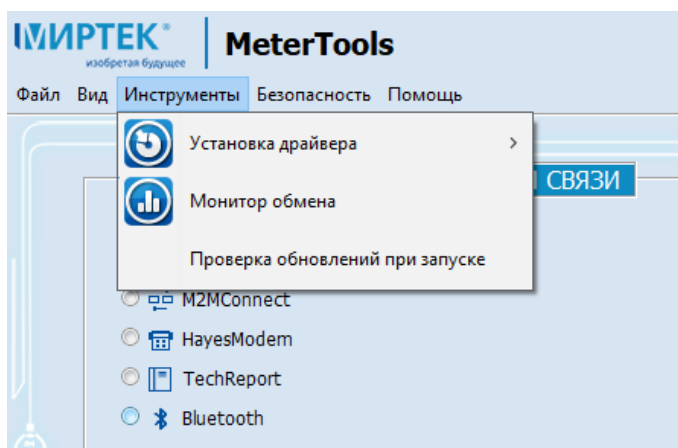 МИРТЕК®
изобретая будущее
MeterTools
Файл Вид Инструменты Безопасность Помощь
Установка драйвера
СВЯЗИ
Монитор обмена
Проверка обновлений при запуске
M2MConnect
HayesModem
TechReport
Bluetooth